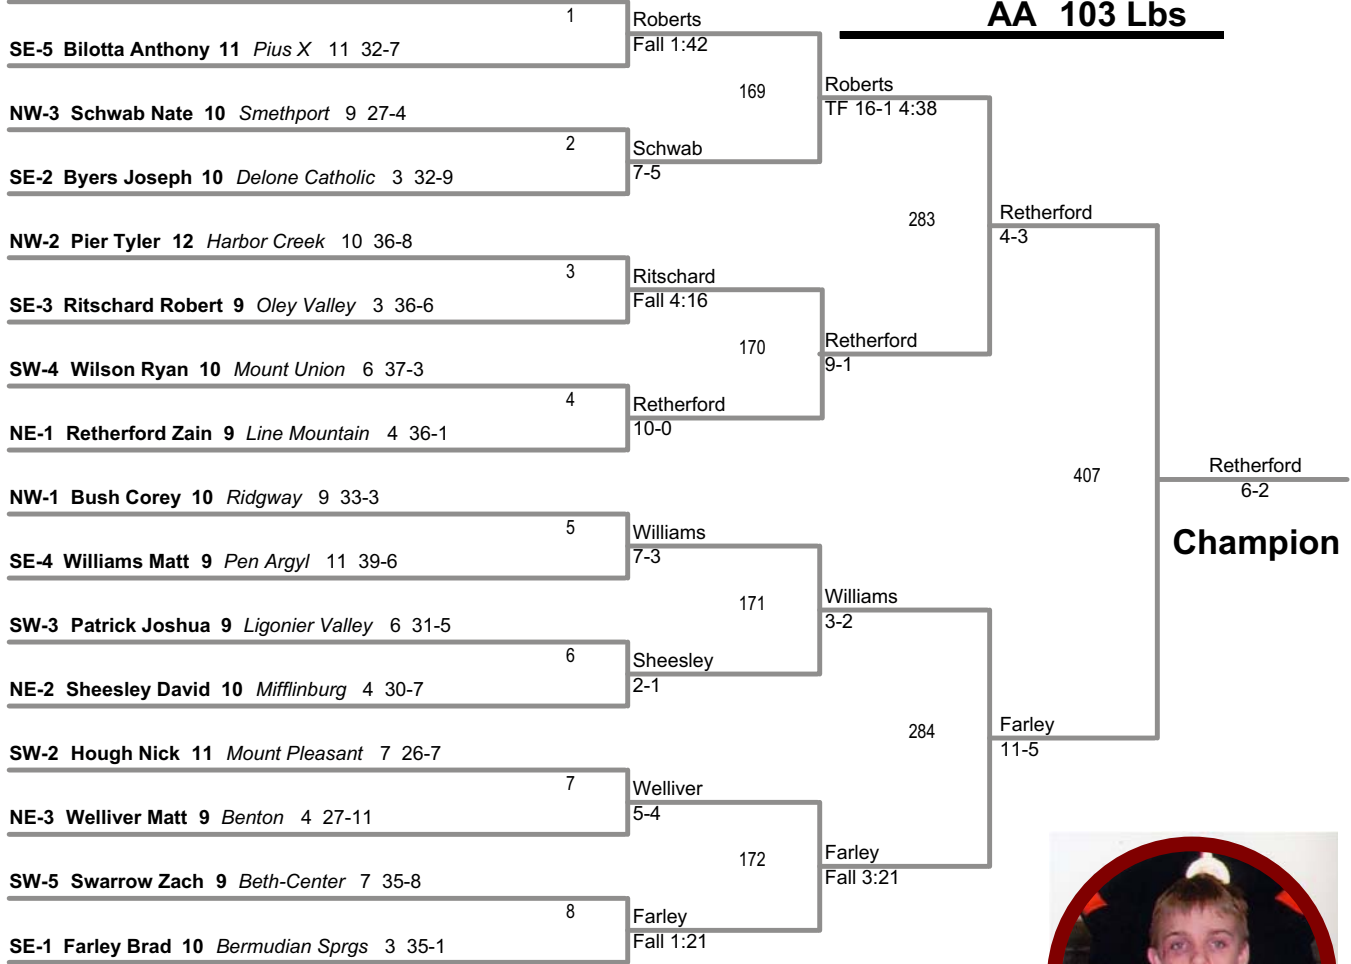 AA 103 Lbs
1
Roberts
Fall 1:42
SE-5 Bilotta Anthony 11 Pius X 11 32-7
169
Roberts
TF 16-1 4:38
NW-3 Schwab Nate 10 Smethport 9 27-4
2
Schwab
7-5
SE-2 Byers Joseph 10 Delone Catholic 3 32-9
283
Retherford
4-3
NW-2 Pier Tyler 12 Harbor Creek 10 36-8
3
Ritschard
Fall 4:16
SE-3 Ritschard Robert 9 Oley Valley 3 36-6
170
Retherford
9-1
SW-4 Wilson Ryan 10 Mount Union 6 37-3
4
Retherford
10-0
NE-1 Retherford Zain 9 Line Mountain 4 36-1
407
Retherford
6-2
Champion
NW-1 Bush Corey 10 Ridgway 9 33-3
5
Williams
7-3
SE-4 Williams Matt 9 Pen Argyl 11 39-6
171
Williams
3-2
SW-3 Patrick Joshua 9 Ligonier Valley 6 31-5
6
Sheesley
2-1
NE-2 Sheesley David 10 Mifflinburg 4 30-7
284
Farley
11-5
SW-2 Hough Nick 11 Mount Pleasant 7 26-7
7
Welliver
5-4
NE-3 Welliver Matt 9 Benton 4 27-11
172
Farley
Fall 3:21
SW-5 Swarrow Zach 9 Beth-Center 7 35-8
8
Farley
Fall 1:21
SE-1 Farley Brad 10 Bermudian Sprgs 3 35-1